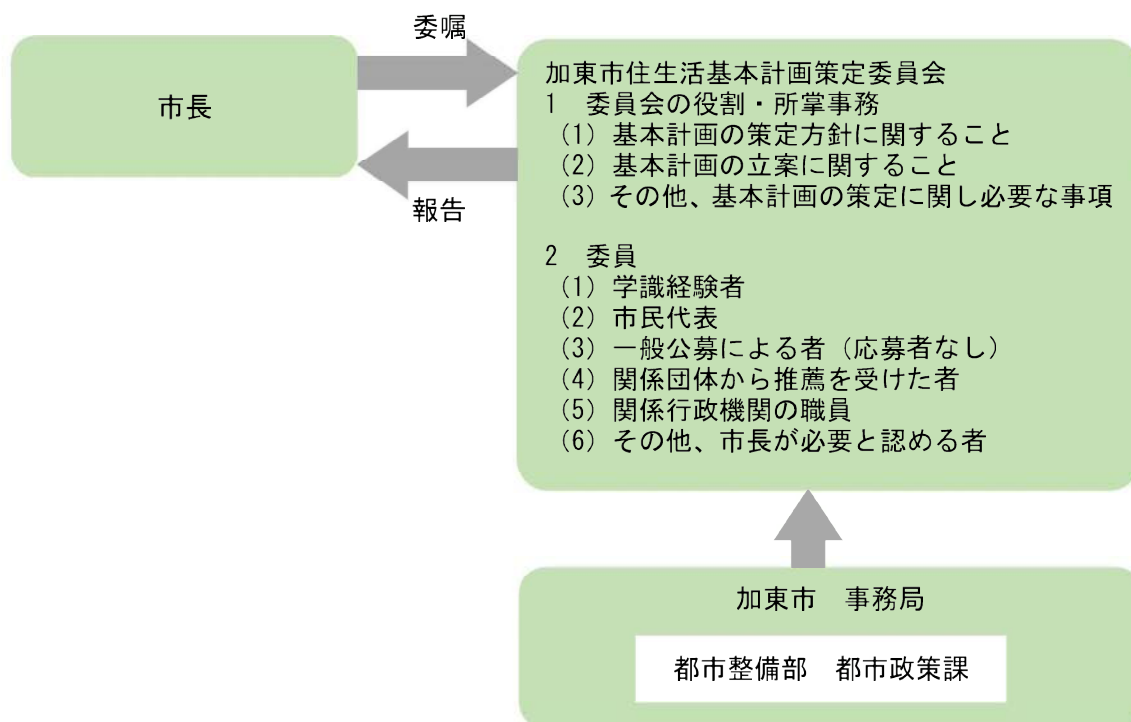 委嘱
市長
報告
加東市住生活基本計画策定委員会
1　委員会の役割・所掌事務
(1) 基本計画の策定方針に関すること
(2) 基本計画の立案に関すること
(3) その他、基本計画の策定に関し必要な事項
2　委員
(1) 学識経験者
(2) 市民代表
(3) 一般公募による者（応募者なし）
(4) 関係団体から推薦を受けた者
(5) 関係行政機関の職員
(6) その他、市長が必要と認める者
加東市　事務局
都市整備部　都市政策課